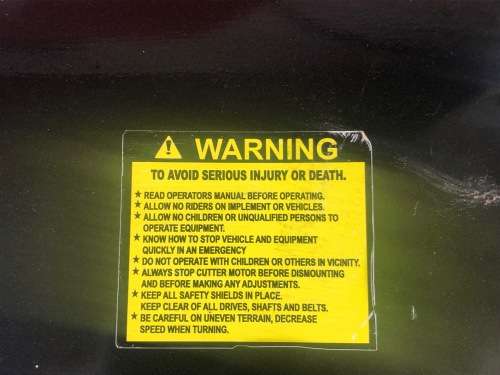 WARNING
TO AVOID SERIOUS INJURY OR DEATH.
★ READ OPERATORS MANUAL BEFORE OPERATING.
★ ALLOW NO RIDERS ON IMPLEMENT OR VEHICLES.
★ ALLOW NO CHILDREN OR UNQUALIFIED PERSONS TO
OPERATE EQUIPMENT.
★ KNOW HOW TO STOP VEHICLE AND EQUIPMENT
QUICKLY IN AN EMERGENCY
★ DO NOT OPERATE WITH CHILDREN OR OTHERS IN VICINITY.
★ ALWAYS STOP CUTTER MOTOR BEFORE DISMOUNTING
AND BEFORE MAKING ANY ADJUSTMENTS.
★ KEEP ALL SAFETY SHIELDS IN PLACE.
KEEP CLEAR OF ALL DRIVES, SHAFTS AND BELTS.
★ BE CAREFUL ON UNEVEN TERRAIN, DECREASE
SPEED WHEN TURNING.